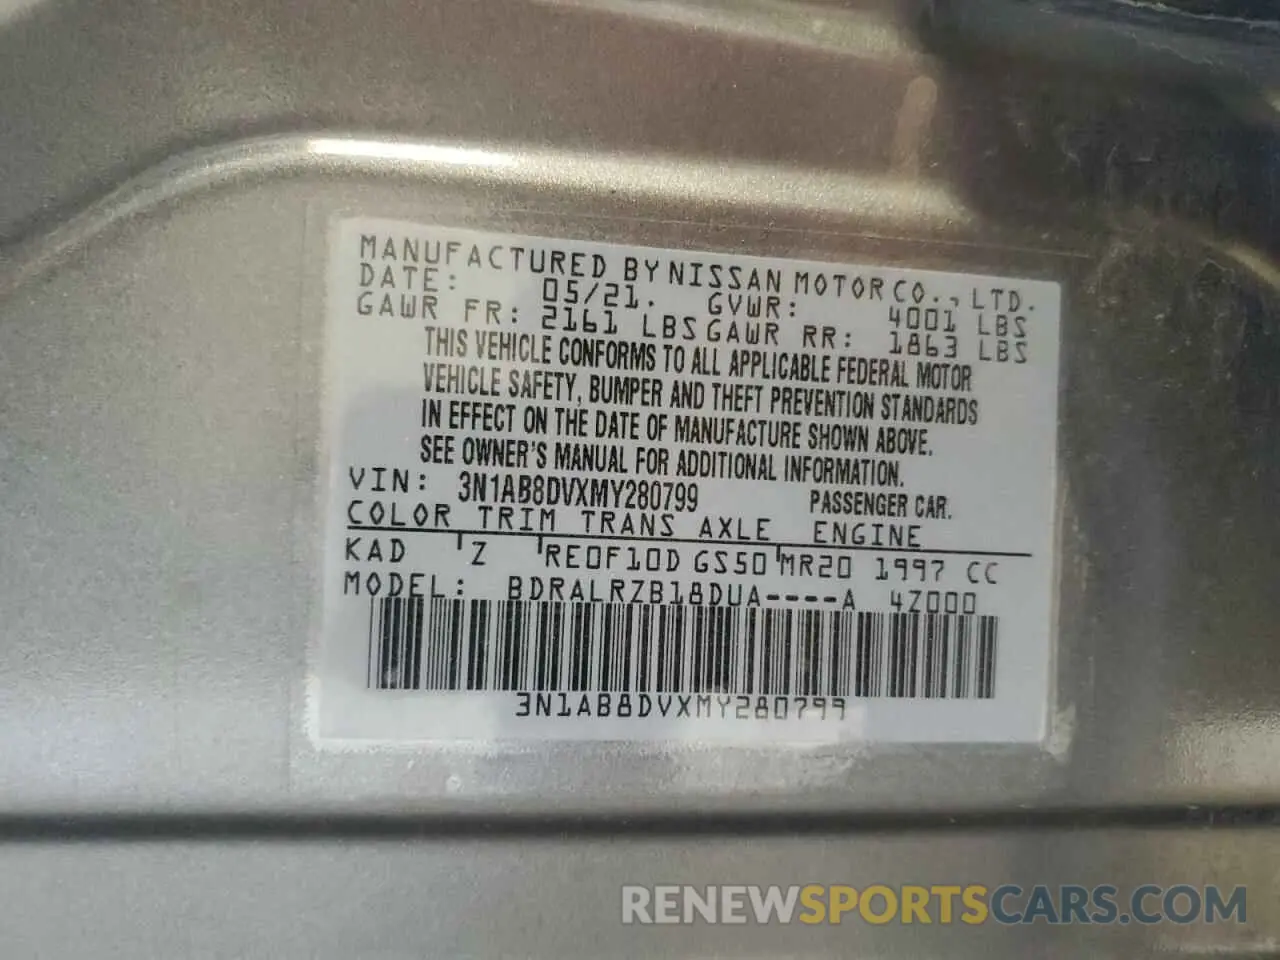 MANUFACTURED BY NISSAN MOTOR CO., LTD.
DATE: 05/21. GVWR: 4001 LBS
GAWR FR: 2161 LBS GAWR RR: 1863 LBS
THIS VEHICLE CONFORMS TO ALL APPLICABLE FEDERAL MOTOR
VEHICLE SAFETY, BUMPER AND THEFT PREVENTION STANDARDS
IN EFFECT ON THE DATE OF MANUFACTURE SHOWN ABOVE.
SEE OWNER'S MANUAL FOR ADDITIONAL INFORMATION.
VIN: 3N1AB8DVXMY280799 PASSENGER CAR.
COLOR TRIM TRANS AXLE ENGINE
KAD Z RE0F10D GS50 MR20 1997 CC
MODEL: BDRALRZB18DUA----A 4Z000
3N1AB8DVXMY280799
RENEWSPORTSCARS.COM